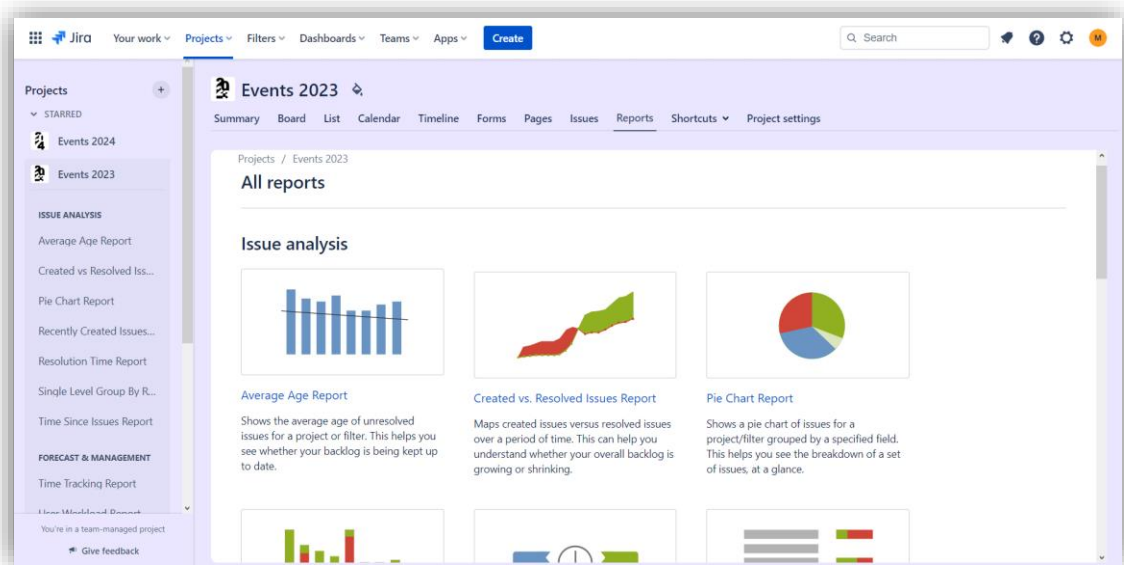 Jira Your work Projects Filters Dashboards Teams Apps Create Search M
Projects
STARRED
Events 2024
Events 2023
ISSUE ANALYSIS
Average Age Report
Created vs Resolved Iss...
Pie Chart Report
Recently Created Issues...
Resolution Time Report
Single Level Group By R...
Time Since Issues Report
FORECAST & MANAGEMENT
Time Tracking Report
User Workload Report
You're in a team-managed project
Give feedback
Events 2023
Summary Board List Calendar Timeline Forms Pages Issues Reports Shortcuts Project settings
Projects / Events 2023
All reports
Issue analysis
Average Age Report
Shows the average age of unresolved
issues for a project or filter. This helps you
see whether your backlog is being kept up
to date.
Created vs. Resolved Issues Report
Maps created issues versus resolved issues
over a period of time. This can help you
understand whether your overall backlog is
growing or shrinking.
Pie Chart Report
Shows a pie chart of issues for a
project/filter grouped by a specified field.
This helps you see the breakdown of a set
of issues, at a glance.